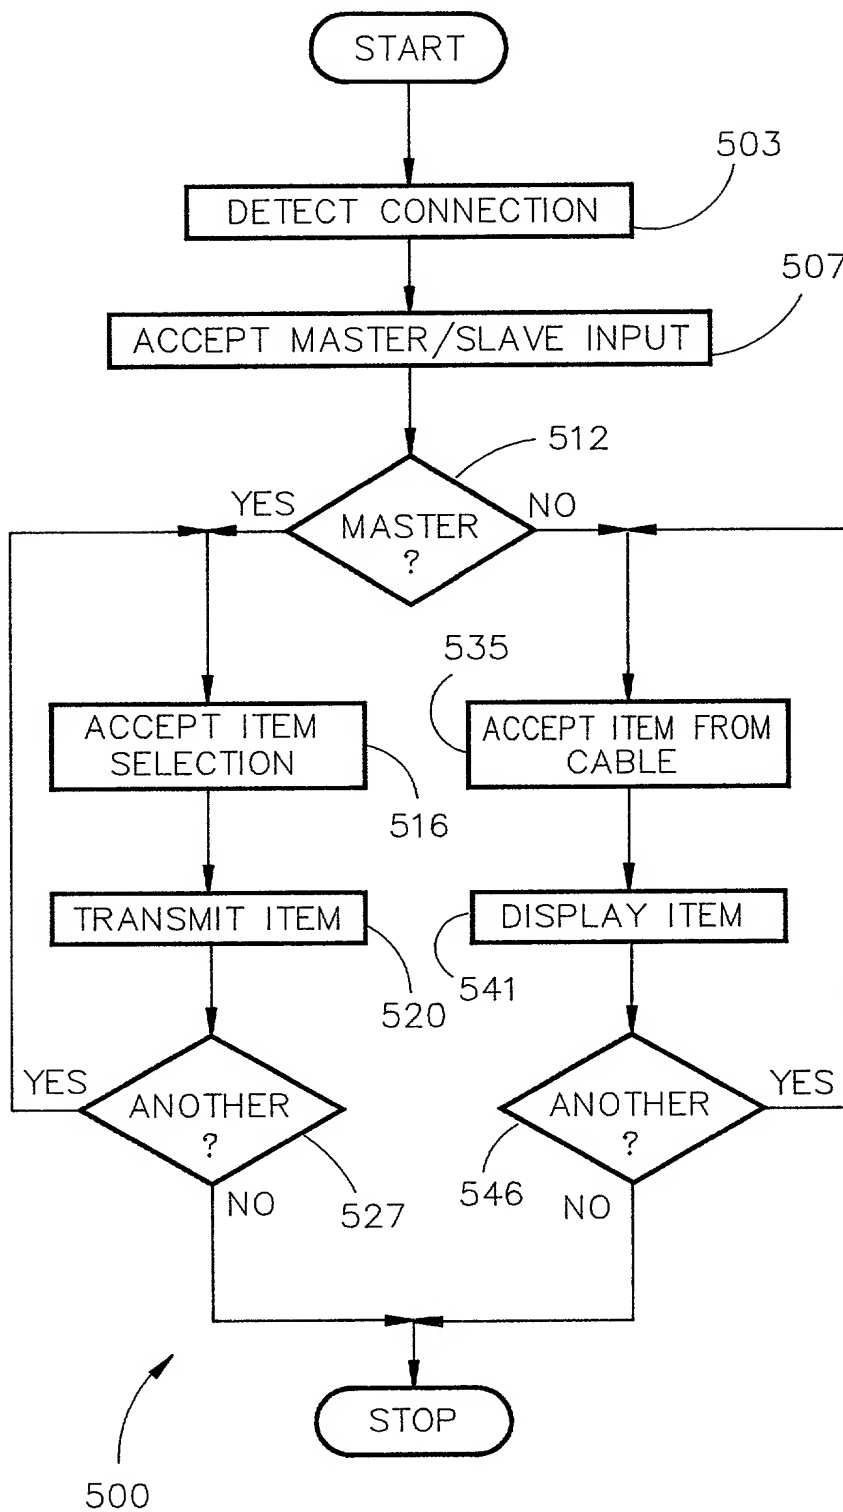 START
503
DETECT CONNECTION
507
ACCEPT MASTER/SLAVE INPUT
512
YES
NO
MASTER
?
535
ACCEPT ITEM
SELECTION
ACCEPT ITEM FROM
CABLE
516
TRANSMIT ITEM
DISPLAY ITEM
520
541
YES
ANOTHER
?
ANOTHER
?
YES
527
546
NO
NO
STOP
500